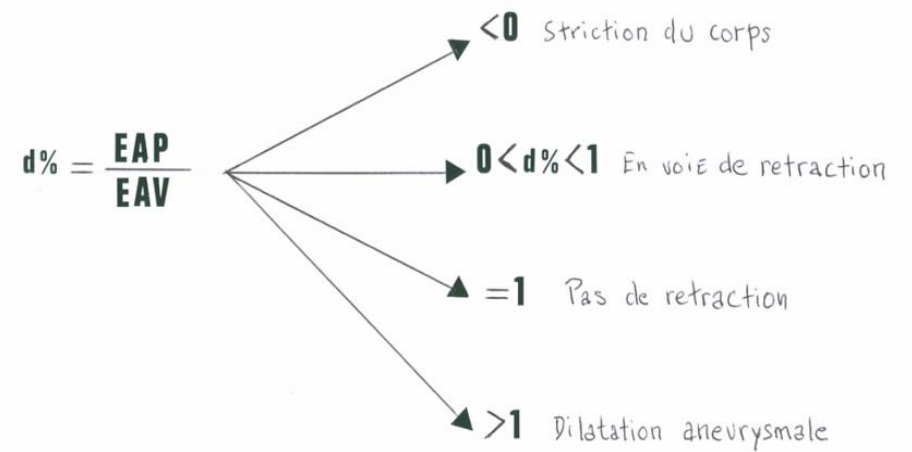 <0 Striction du corps
d% = EAP
EAV
0<d%<1 En voie de retraction
=1 Pas de retraction
>1 Dilatation anevrysmale